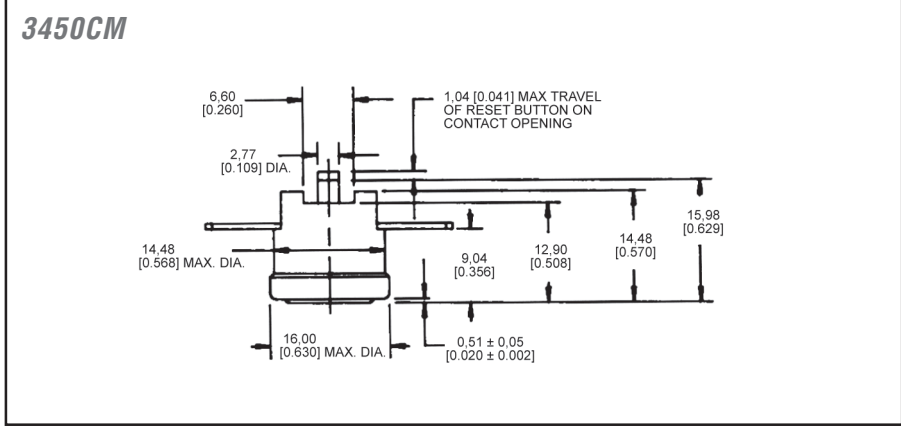 3450CM
6,60
[0.260]
1,04 [0.041] MAX TRAVEL
OF RESET BUTTON ON
CONTACT OPENING
2,77
[0.109] DIA.
15,98
[0.629]
14,48
[0.568] MAX. DIA.
9,04
[0.356]
12,90
[0.508]
14,48
[0.570]
16,00
[0.630] MAX. DIA.
0,51 ± 0,05
[0.020 ± 0.002]